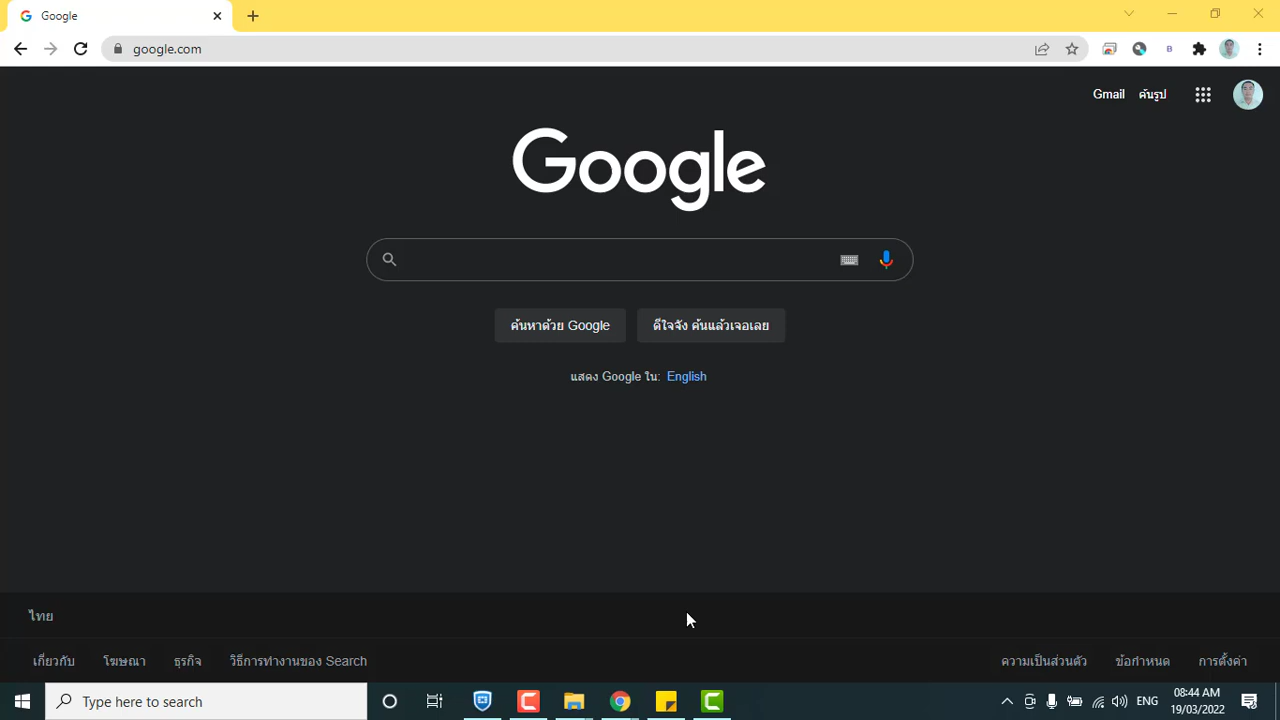 Google
google.com
Gmail ค้นรูป
Google
ค้นหาด้วย Google ดีใจจัง ค้นแล้วเจอเลย
แสดง Google ใน: English
ไทย
เกี่ยวกับ โฆษณา ธุรกิจ วิธีการทำงานของ Search ความเป็นส่วนตัว ข้อกำหนด การตั้งค่า
Type here to search
ENG
08:44 AM
19/03/2022